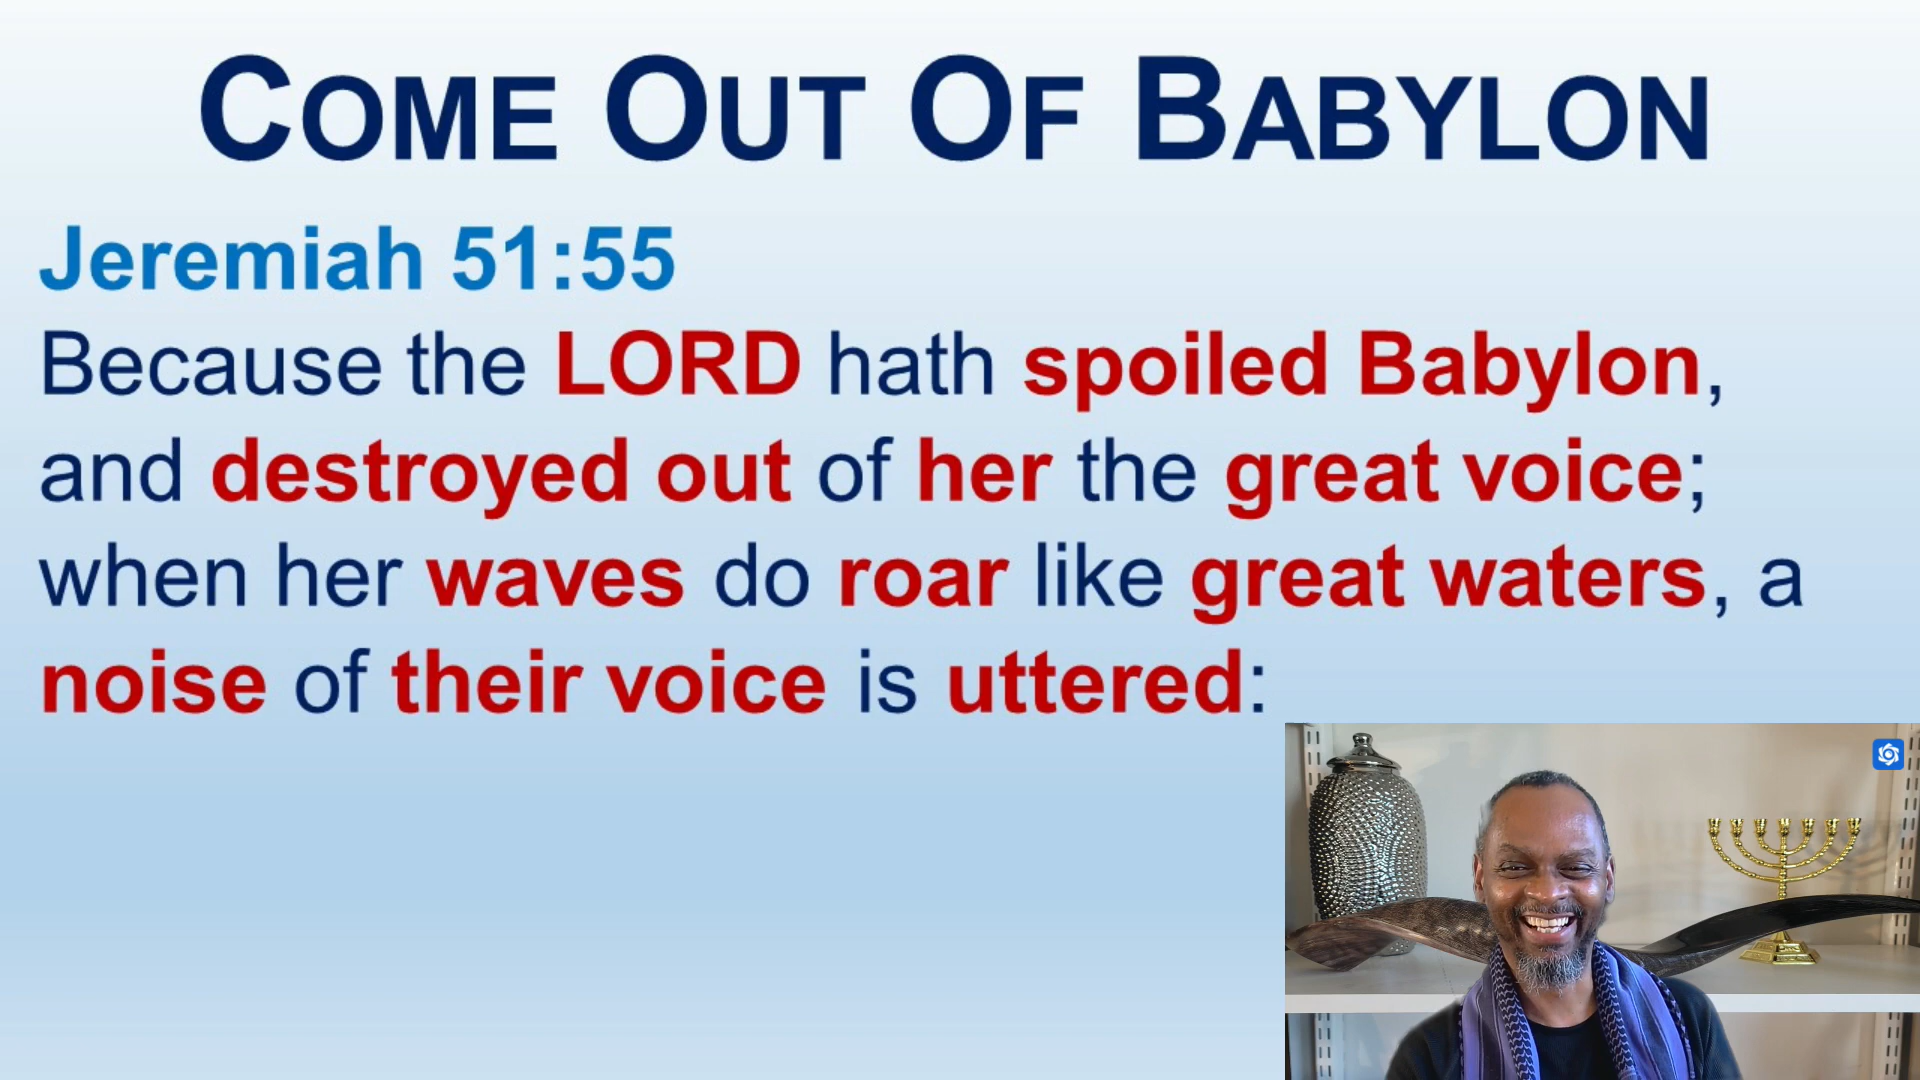 COME OUT OF BABYLON
Jeremiah 51:55
Because the LORD hath spoiled Babylon,
and destroyed out of her the great voice;
when her waves do roar like great waters, a
noise of their voice is uttered: